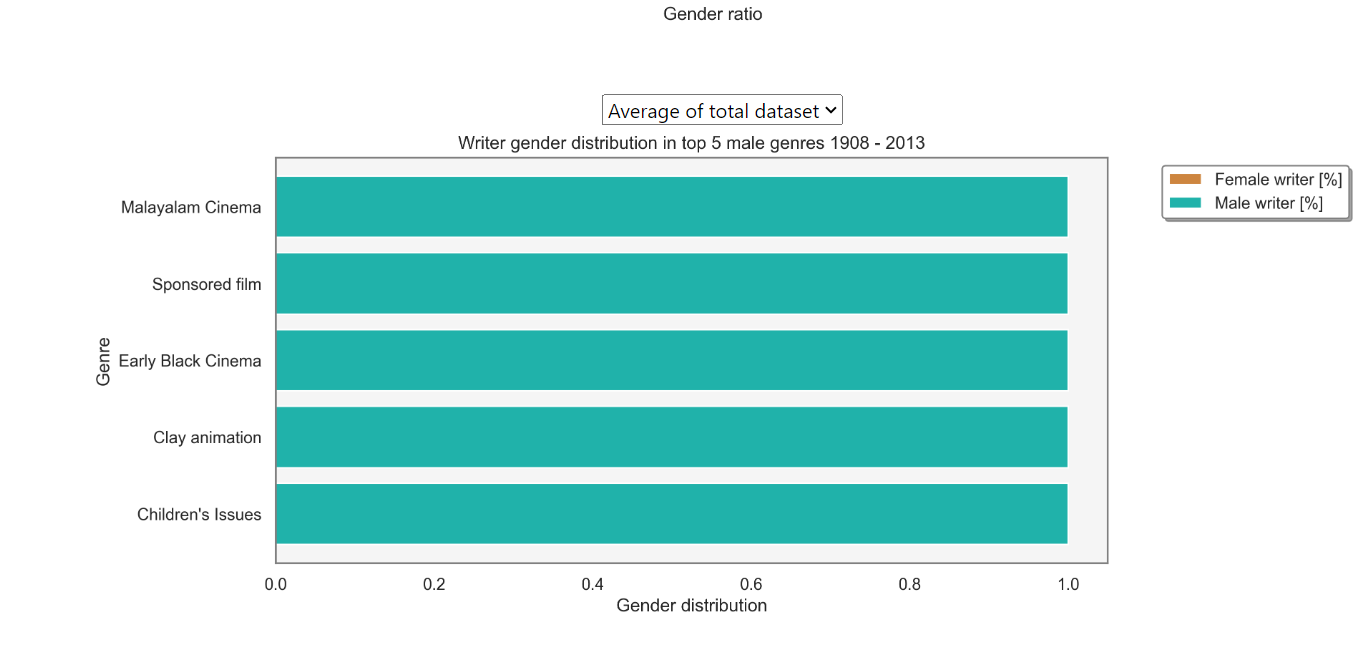 Gender ratio
Average of total dataset
Writer gender distribution in top 5 male genres 1908 - 2013
Female writer [%]
Male writer [%]
Malayalam Cinema
Sponsored film
Early Black Cinema
Clay animation
Children's Issues
Genre
0.0 0.2 0.4 0.6 0.8 1.0
Gender distribution